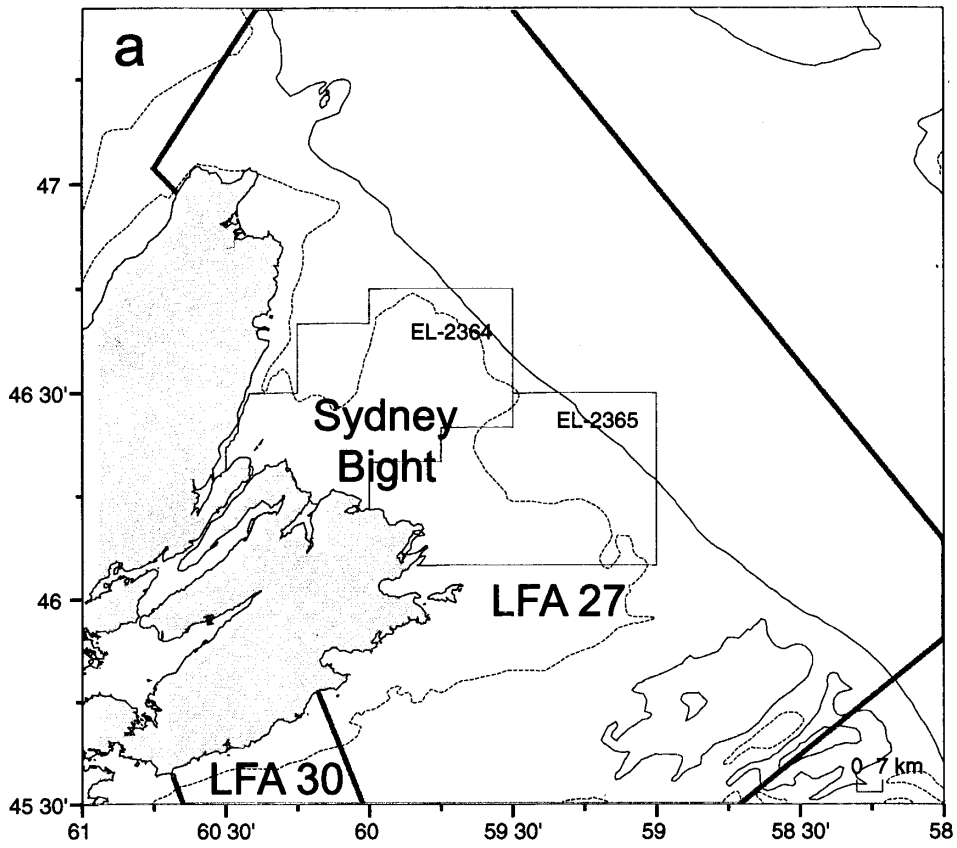 a
47
EL-2364
46 30'
Sydney
Bight
EL-2365
46
LFA 27
LFA 30
0 7 km
45 30'
61
60 30'
60
59 30'
59
58 30'
58